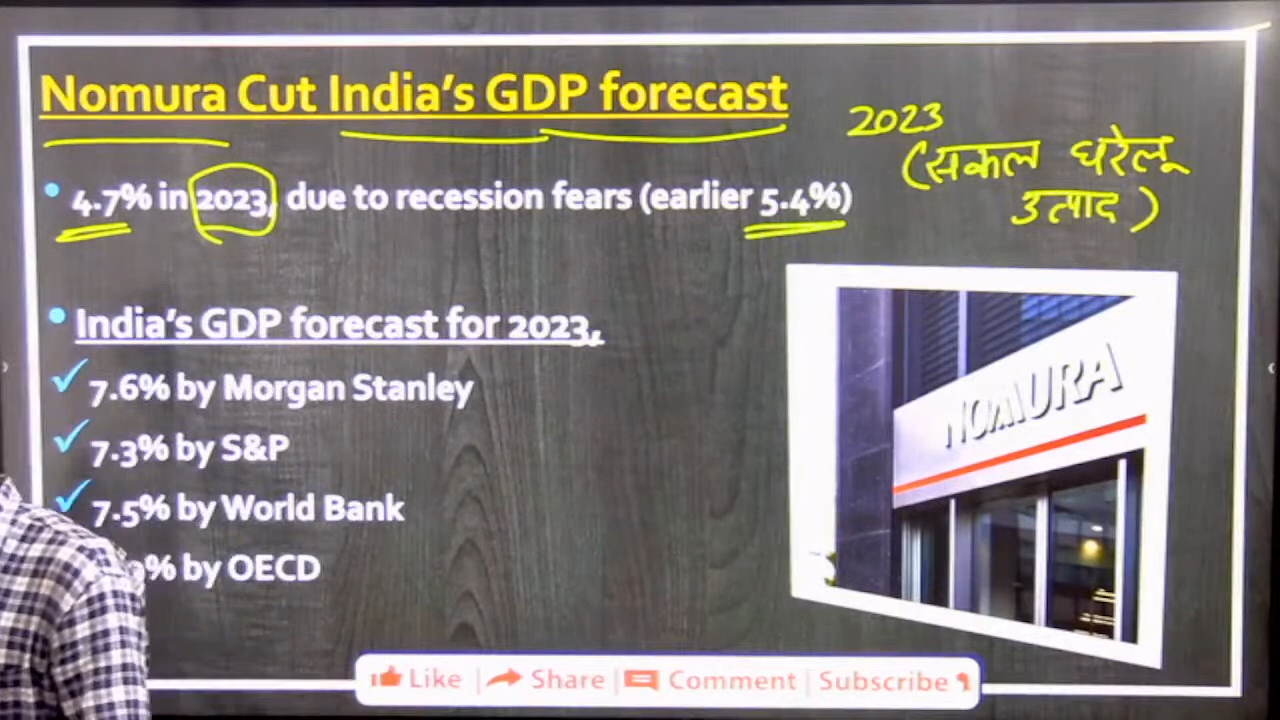 Nomura Cut India's GDP forecast
2023
(सकल घरेलू
उत्पाद)
4.7% in 2023, due to recession fears (earlier 5.4%)
India's GDP forecast for 2023,
7.6% by Morgan Stanley
7.3% by S&P
7.5% by World Bank
by OECD
NOMURA
Like | Share | Comment | Subscribe